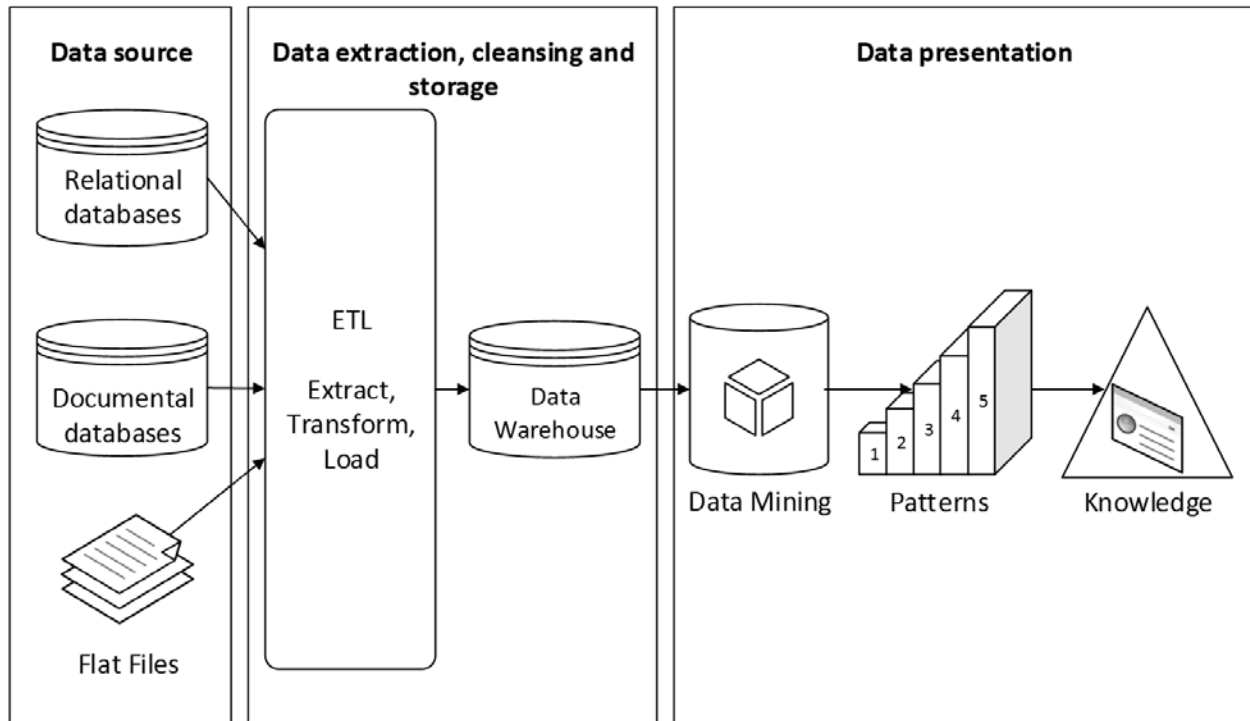 Data source
Relational
databases
Documental
databases
Flat Files
Data extraction, cleansing and
storage
ETL
Extract,
Transform,
Load
Data
Warehouse
Data presentation
Data Mining
1
2
3
4
5
Patterns
Knowledge